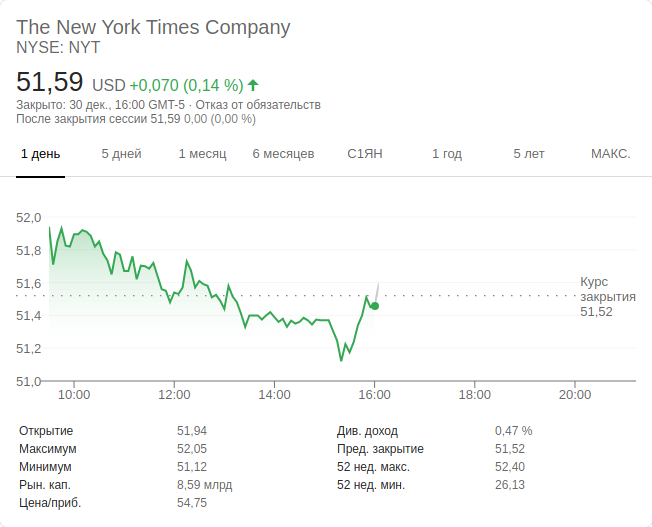 The New York Times Company
NYSE: NYT
51,59 USD +0,070 (0,14 %)
Закрыто: 30 дек., 16:00 GMT-5 · Отказ от обязательств
После закрытия сессии 51,59 0,00 (0,00 %)
1 день 5 дней 1 месяц 6 месяцев С1ЯН 1 год 5 лет МАКС.
52,0
51,8
51,6
51,4
51,2
51,0
Курс
закрытия
51,52
10:00 12:00 14:00 16:00 18:00 20:00
Открытие 51,94 Див. доход 0,47 %
Максимум 52,05 Пред. закрытие 51,52
Минимум 51,12 52 нед. макс. 52,40
Рын. кап. 8,59 млрд 52 нед. мин. 26,13
Цена/приб. 54,75